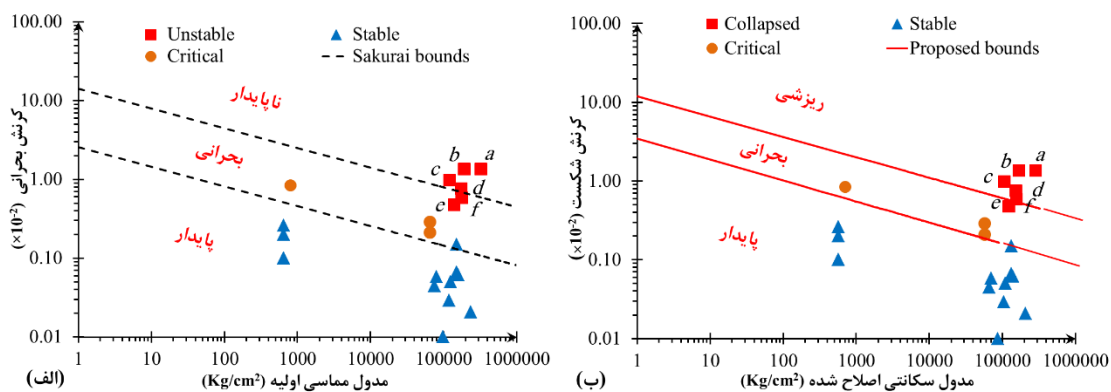 Unstable
Stable
Critical
Sakurai bounds
100.00
10.00
1.00
0.10
0.01
کرنش بحرانی (×10⁻²)
ناپایدار
بحرانی
پایدار
a
b
c
d
e
f
1 10 100 1000 10000 100000 1000000
مدول مماسی اولیه (Kg/cm²)
(الف)
Collapsed
Stable
Critical
Proposed bounds
100.00
10.00
1.00
0.10
0.01
کرنش شکست (×10⁻²)
ریزشی
بحرانی
پایدار
a
b
c
d
e
f
1 10 100 1000 10000 100000 1000000
مدول سکانتی اصلاح شده (Kg/cm²)
(ب)